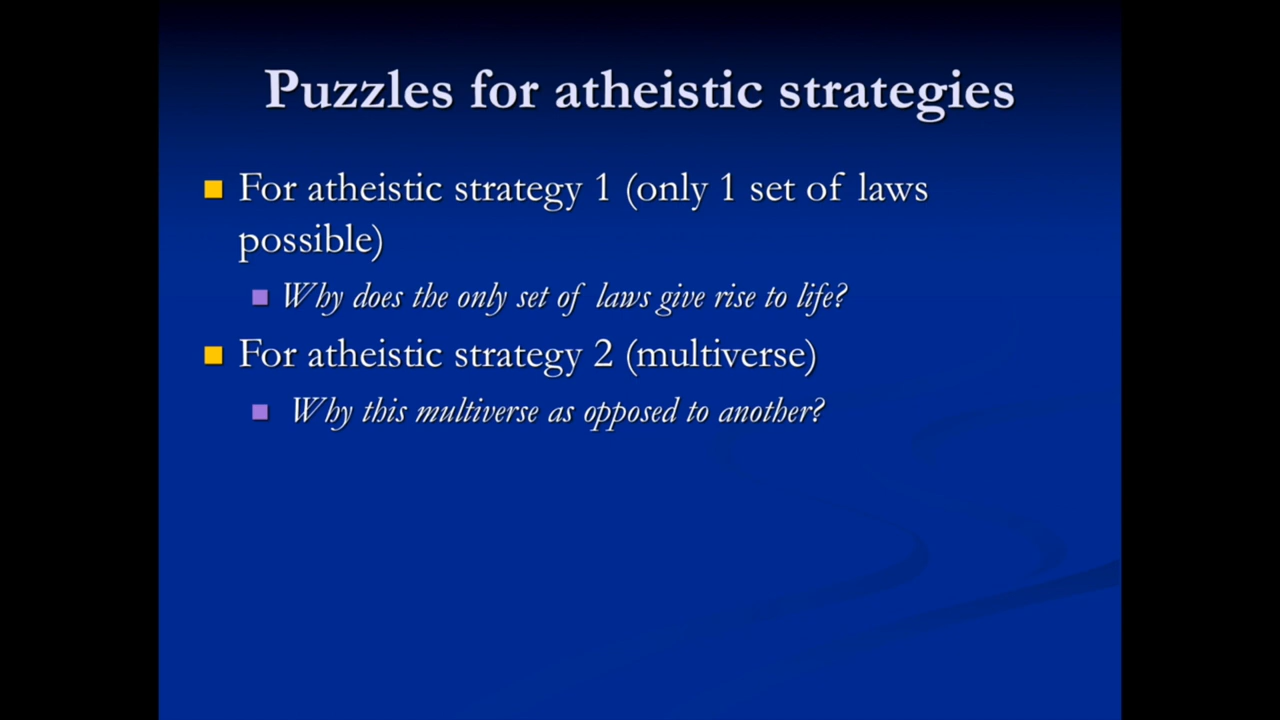 Puzzles for atheistic strategies
For atheistic strategy 1 (only 1 set of laws
possible)
Why does the only set of laws give rise to life?
For atheistic strategy 2 (multiverse)
Why this multiverse as opposed to another?